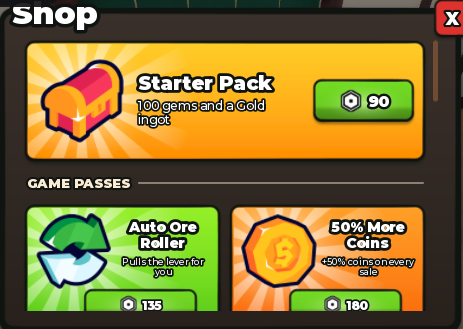 Shop
X
Starter Pack
100 gems and a Gold
ingot
90
GAME PASSES
Auto Ore
Roller
Pulls the lever for
you
135
50% More
Coins
+50% coins on every
sale
180